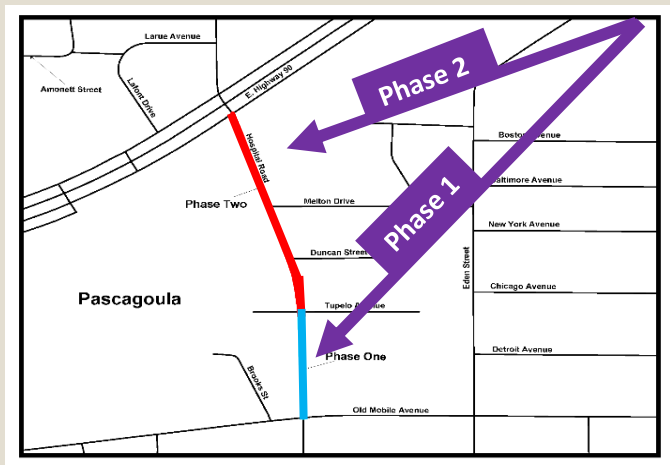 Larue Avenue
Amonett Street
Lafont Drive
E. Highway 90
Phase 2
Hospital Road
Boston Avenue
Phase Two
Baltimore Avenue
Melton Drive
Phase 1
New York Avenue
Duncan Street
Eden Street
Pascagoula
Chicago Avenue
Tupelo Avenue
Phase One
Detroit Avenue
Brooks St
Old Mobile Avenue